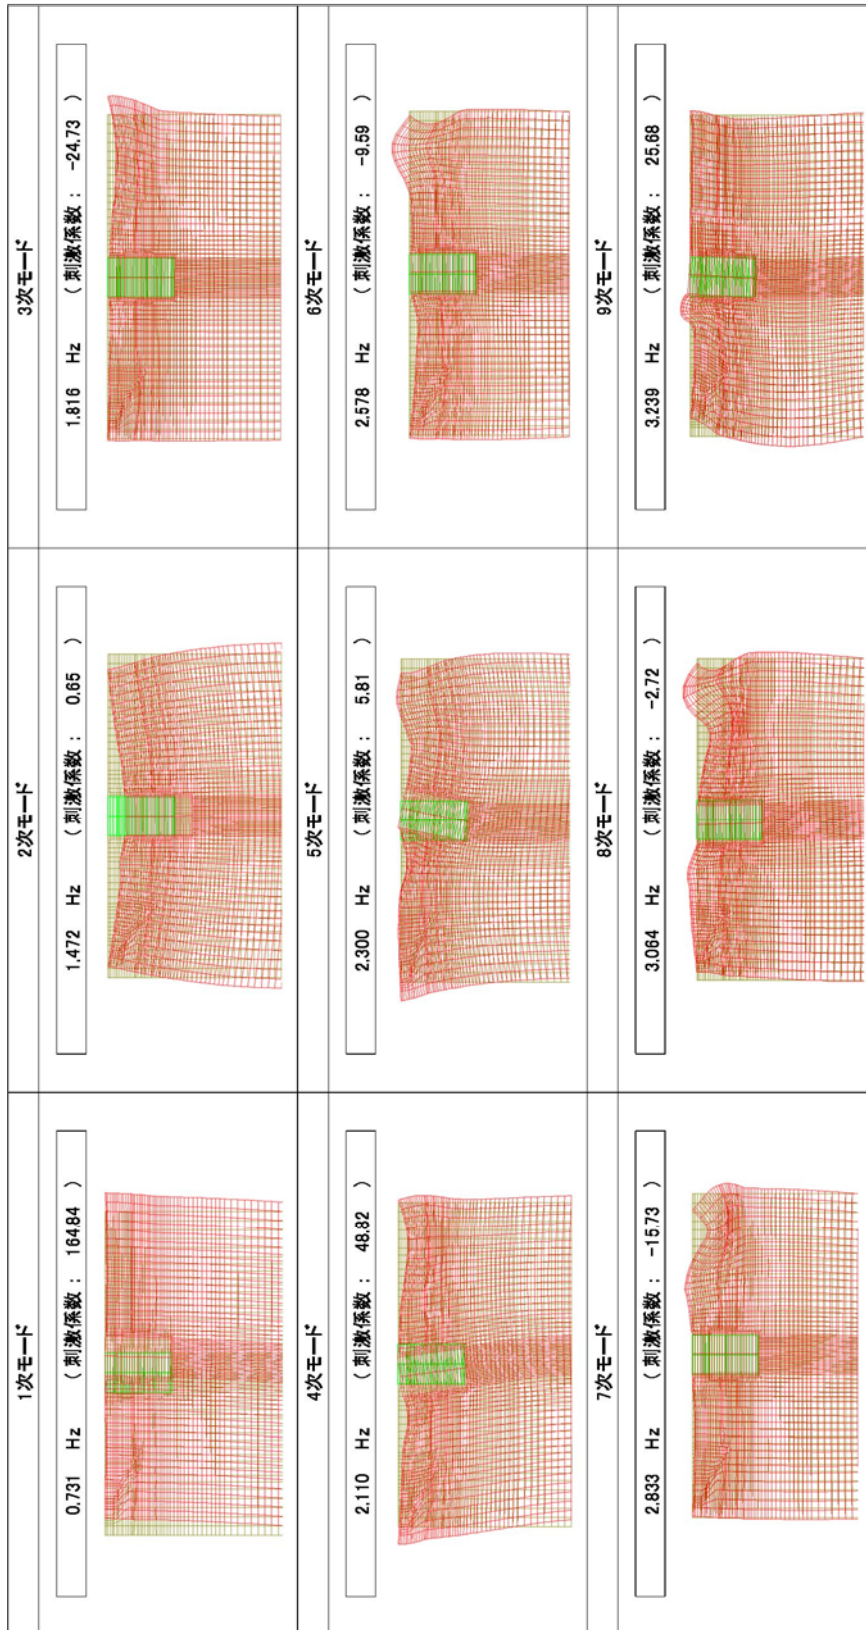 1次モード
0.731 Hz ( 刺激係数 : 164.84 )
2次モード
1.472 Hz ( 刺激係数 : 0.65 )
3次モード
1.816 Hz ( 刺激係数 : -24.73 )
4次モード
2.110 Hz ( 刺激係数 : 48.82 )
5次モード
2.300 Hz ( 刺激係数 : 5.81 )
6次モード
2.578 Hz ( 刺激係数 : -9.59 )
7次モード
2.833 Hz ( 刺激係数 : -15.73 )
8次モード
3.064 Hz ( 刺激係数 : -2.72 )
9次モード
3.239 Hz ( 刺激係数 : 25.68 )